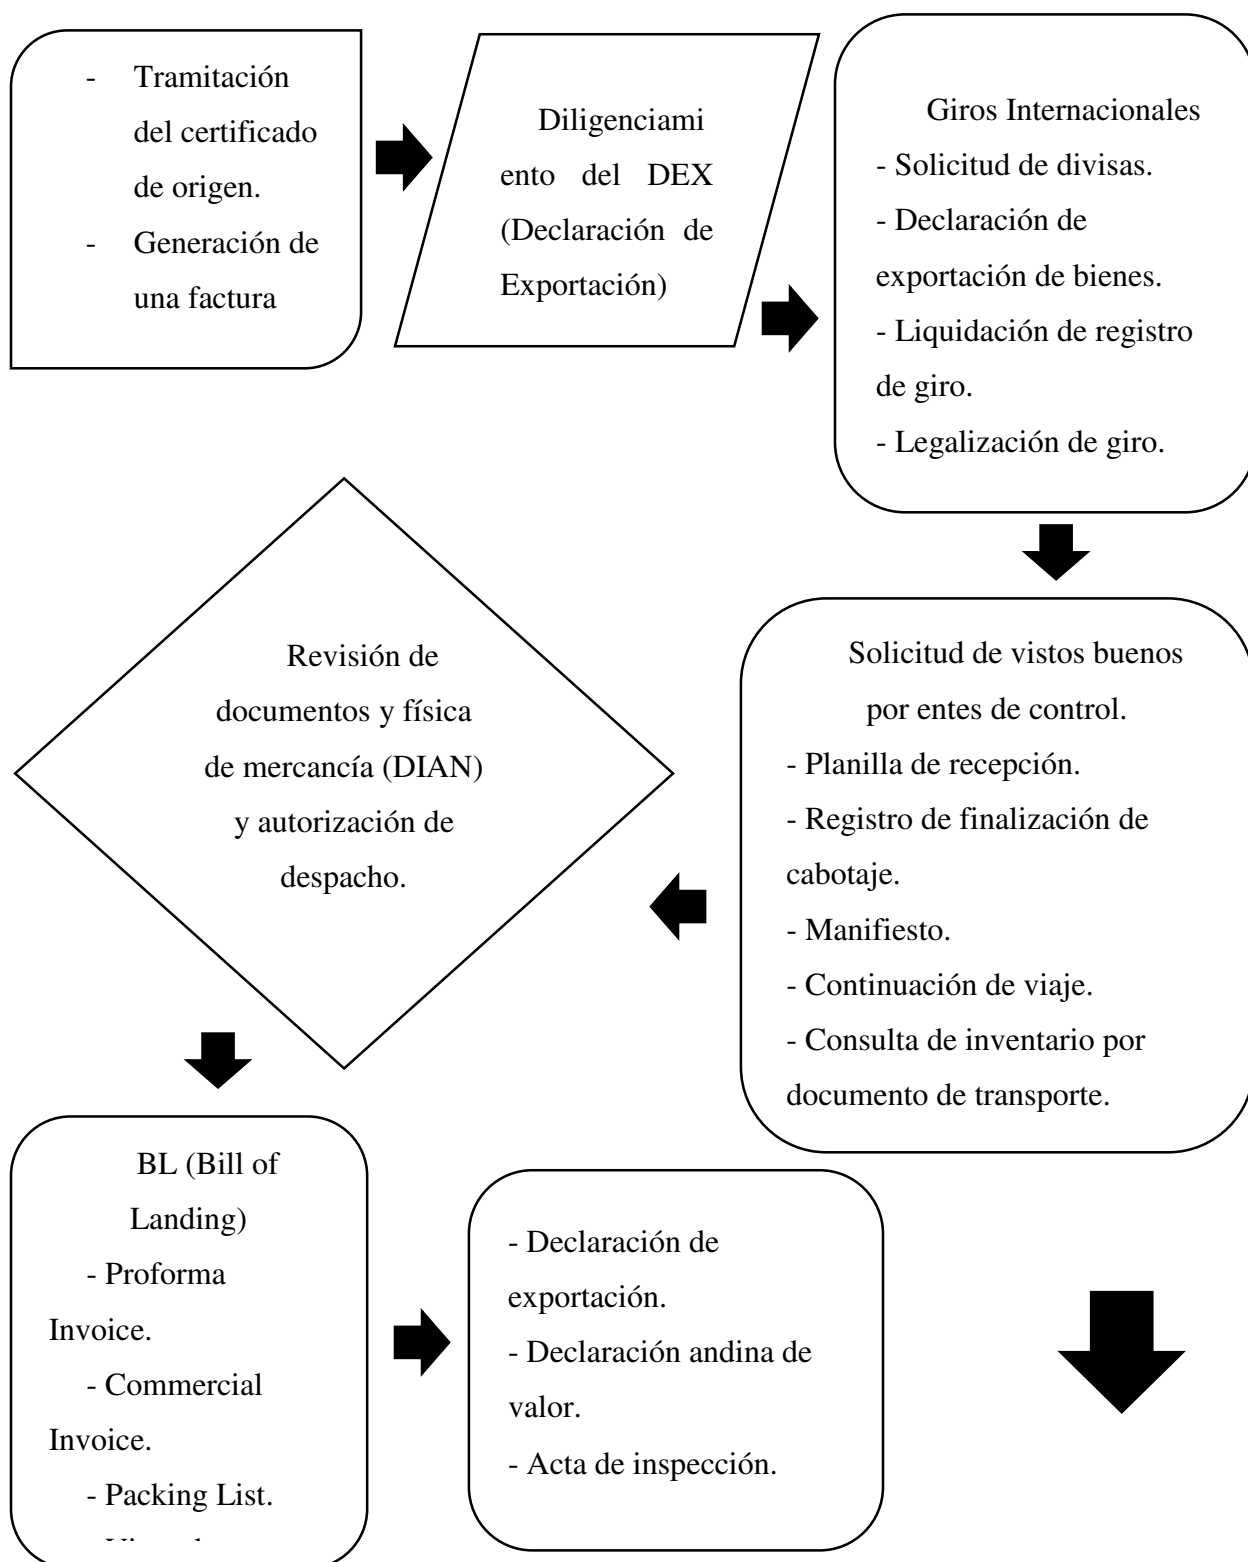 - Tramitación
del certificado
de origen.
- Generación de
una factura
Diligenciami
ento del DEX
(Declaración de
Exportación)
Giros Internacionales
- Solicitud de divisas.
- Declaración de
exportación de bienes.
- Liquidación de registro
de giro.
- Legalización de giro.
Solicitud de vistos buenos
por entes de control.
- Planilla de recepción.
- Registro de finalización de
cabotaje.
- Manifiesto.
- Continuación de viaje.
- Consulta de inventario por
documento de transporte.
Revisión de
documentos y física
de mercancía (DIAN)
y autorización de
despacho.
BL (Bill of
Landing)
- Proforma
Invoice.
- Commercial
Invoice.
- Packing List.
- Declaración de
exportación.
- Declaración andina de
valor.
- Acta de inspección.